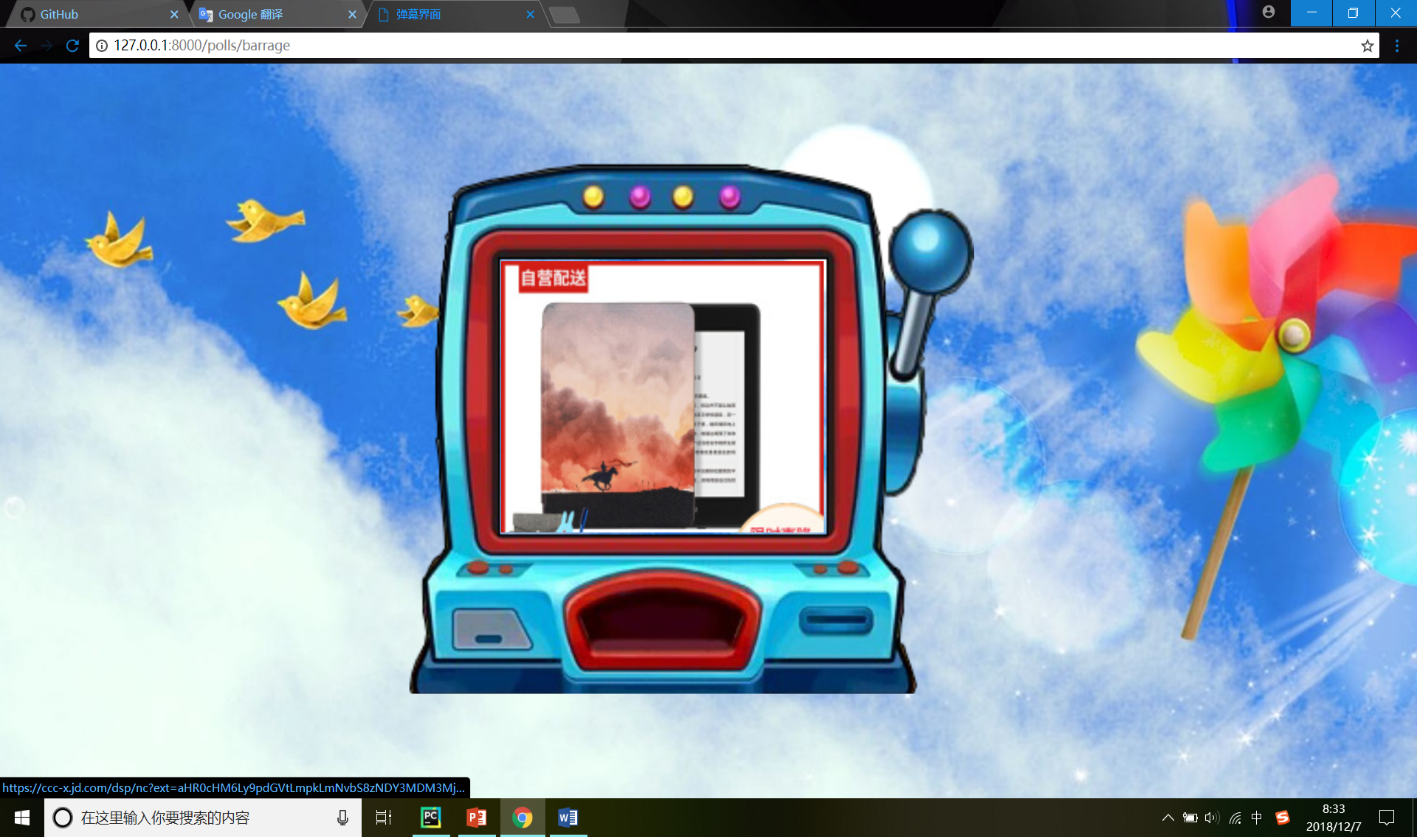 GitHub
Google 翻译
弹幕界面
127.0.0.1:8000/polls/barrage
自营配送
https://ccc-x.jd.com/dsp/nc?ext=aHR0cHM6Ly9pdGVtLmpkLmNvbS8zNDY3MDM3Mj...
在这里输入你要搜索的内容
中
8:33
2018/12/7